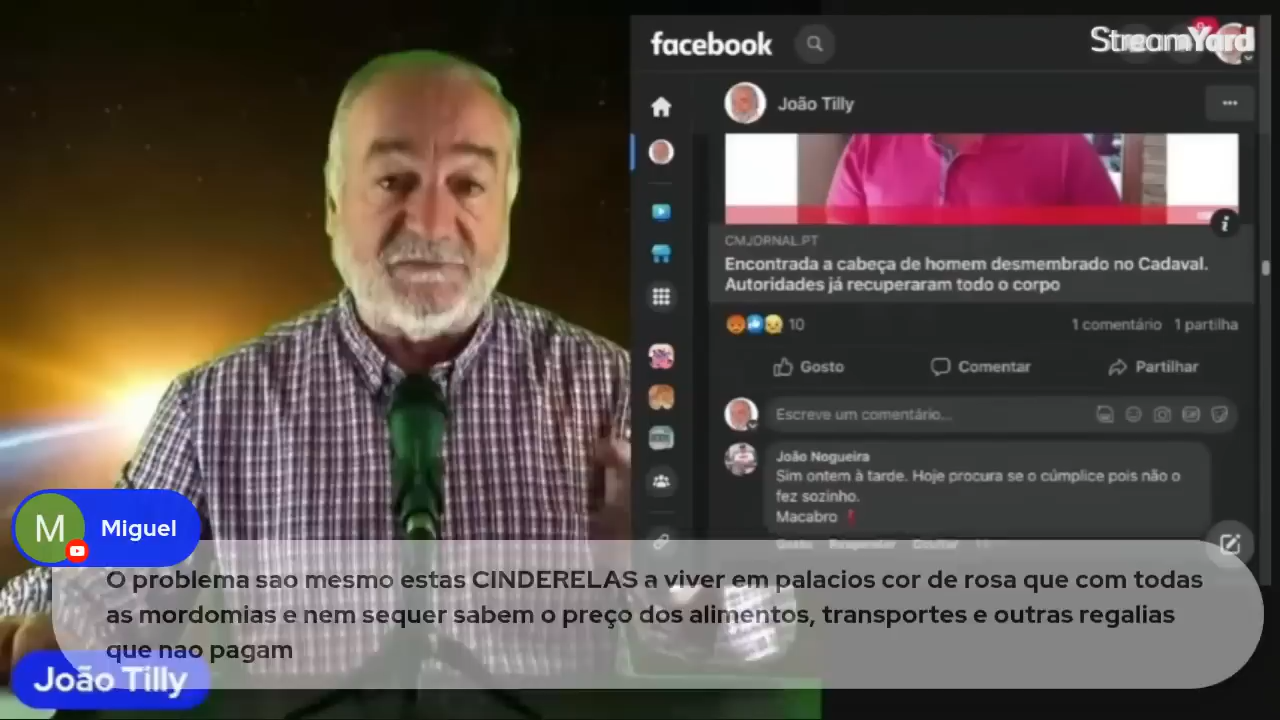 facebook
StreamYard
João Tilly
CMJORNAL.PT
Encontrada a cabeça de homem desmembrado no Cadaval.
Autoridades já recuperaram todo o corpo
10
1 comentário 1 partilha
Gosto Comentar Partilhar
Escreve um comentário...
João Nogueira
Sim ontem à tarde. Hoje procura se o cúmplice pois não o
fez sozinho.
Macabro
Gosto Responder Ocultar
M Miguel
O problema sao mesmo estas CINDERELAS a viver em palacios cor de rosa que com todas
as mordomias e nem sequer sabem o preço dos alimentos, transportes e outras regalias
que nao pagam
João Tilly